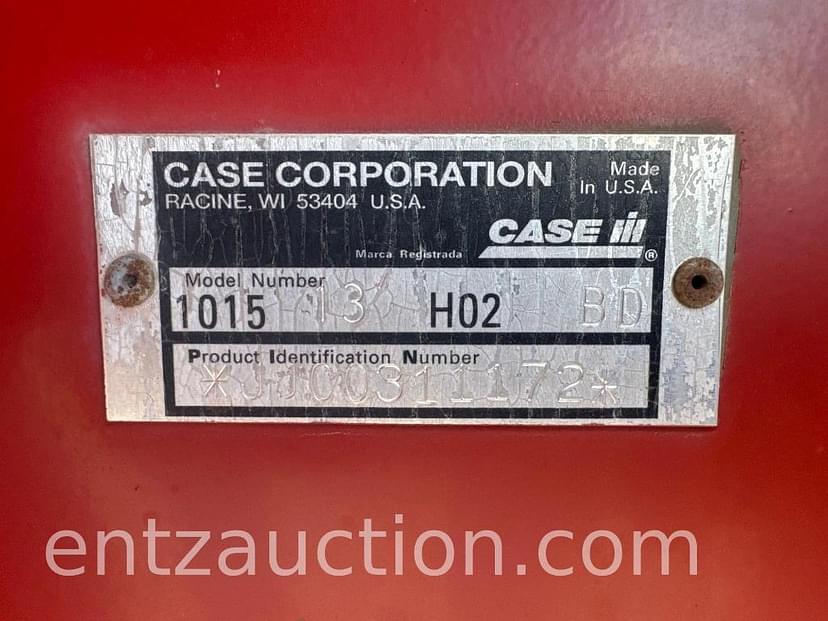 CASE CORPORATION
Made
In U.S.A.
RACINE, WI 53404 U.S.A.
CASE IH
Marca Registrada
®
Model Number
1015 13 H02 BD
Product Identification Number
*JJC0311172*
entzauction.com